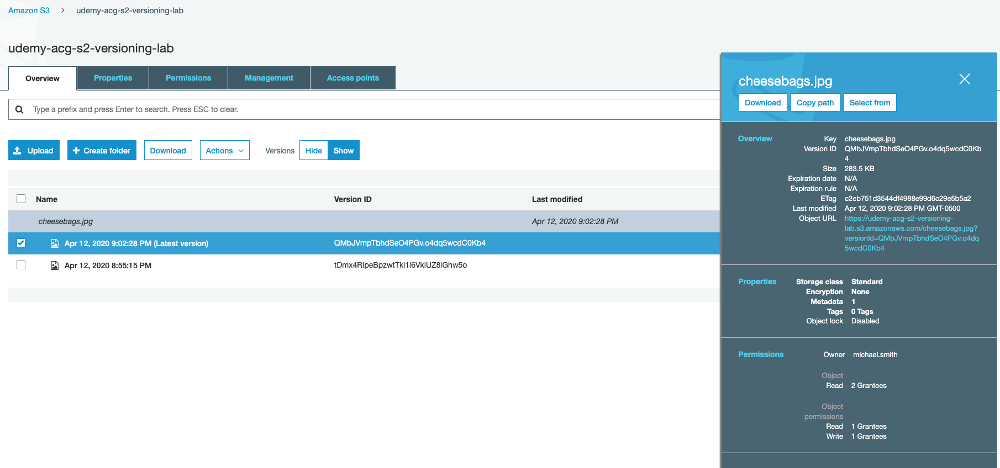 Amazon S3 > udemy-acg-s2-versioning-lab
udemy-acg-s2-versioning-lab
Overview Properties Permissions Management Access points
Type a prefix and press Enter to search. Press ESC to clear.
Upload Create folder Download Actions Versions Hide Show
Name Version ID Last modified
cheesebags.jpg Apr 12, 2020 9:02:28 PM
Apr 12, 2020 9:02:28 PM (Latest version) QMbJVmpTbhdSeO4PGv.o4dq5wcdC0Kb4
Apr 12, 2020 8:55:15 PM tDmx4RIpeBpzwtTki1I6VkiUZ8lGhw5o
cheesebags.jpg
Download Copy path Select from
Overview Key cheesebags.jpg
Version ID QMbJVmpTbhdSeO4PGv.o4dq5wcdC0Kb
4
Size 283.5 KB
Expiration date N/A
Expiration rule N/A
ETag c2eb751d3544df4988e99d6c29e5b5a2
Last modified Apr 12, 2020 9:02:28 PM GMT-0500
Object URL https://udemy-acg-s2-versioning-
lab.s3.amazonaws.com/cheesebags.jpg?
versionId=QMbJVmpTbhdSeO4PGv.o4dq
5wcdC0Kb4
Properties Storage class Standard
Encryption None
Metadata 1
Tags 0 Tags
Object lock Disabled
Permissions Owner michael.smith
Object
Read 2 Grantees
Object
permissions
Read 1 Grantees
Write 1 Grantees